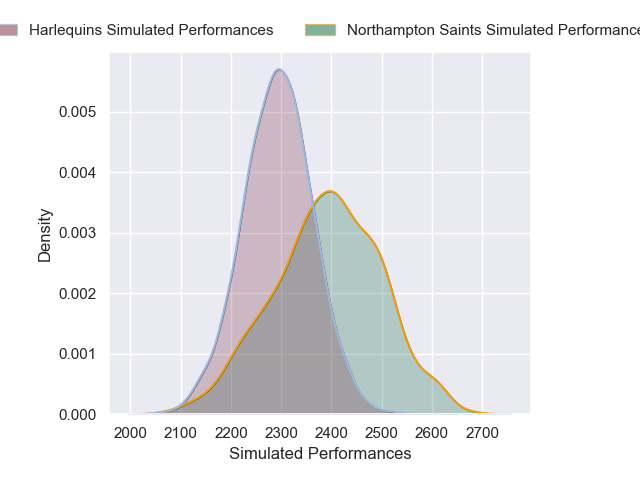 Harlequins Simulated Performances Northampton Saints Simulated Performance
0.005
0.004
0.003
0.002
0.001
0.000
Density
2000 2100 2200 2300 2400 2500 2600 2700
Simulated Performances